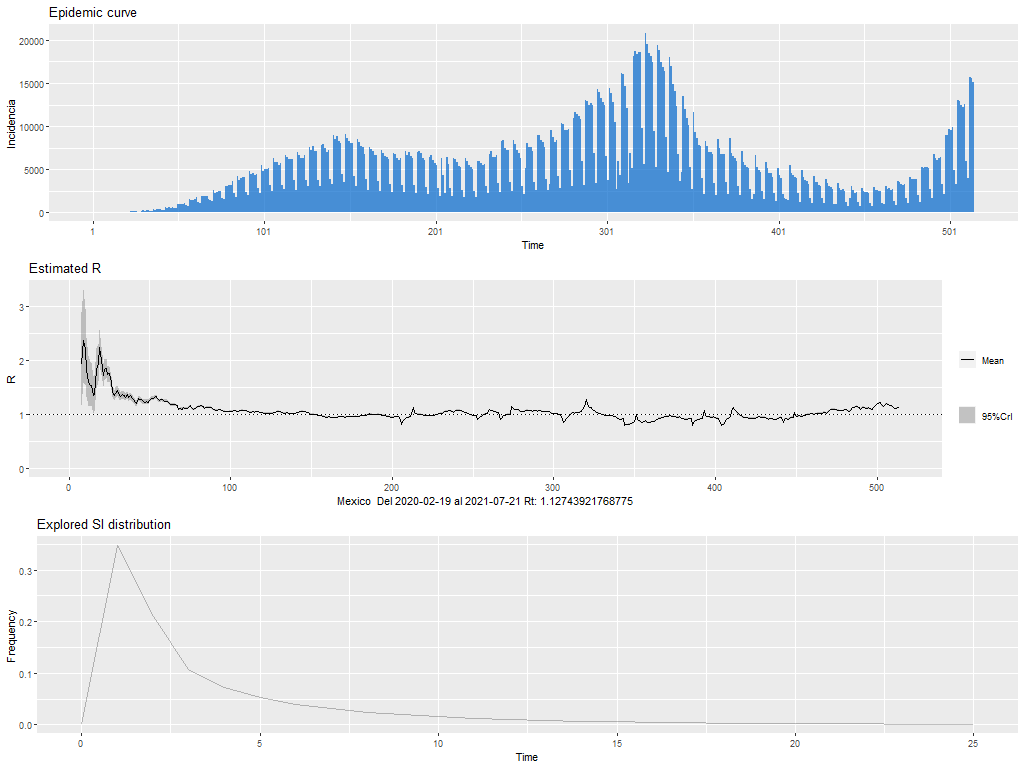 Epidemic curve
20000
15000
10000
5000
0
Incidencia
1 101 201 301 401 501
Time
Estimated R
3
2
1
0
R
Mean
95%CrI
0 100 200 300 400 500
Mexico Del 2020-02-19 al 2021-07-21 Rt: 1.12743921768775
Explored SI distribution
0.3
0.2
0.1
0.0
Frequency
0 5 10 15 20 25
Time